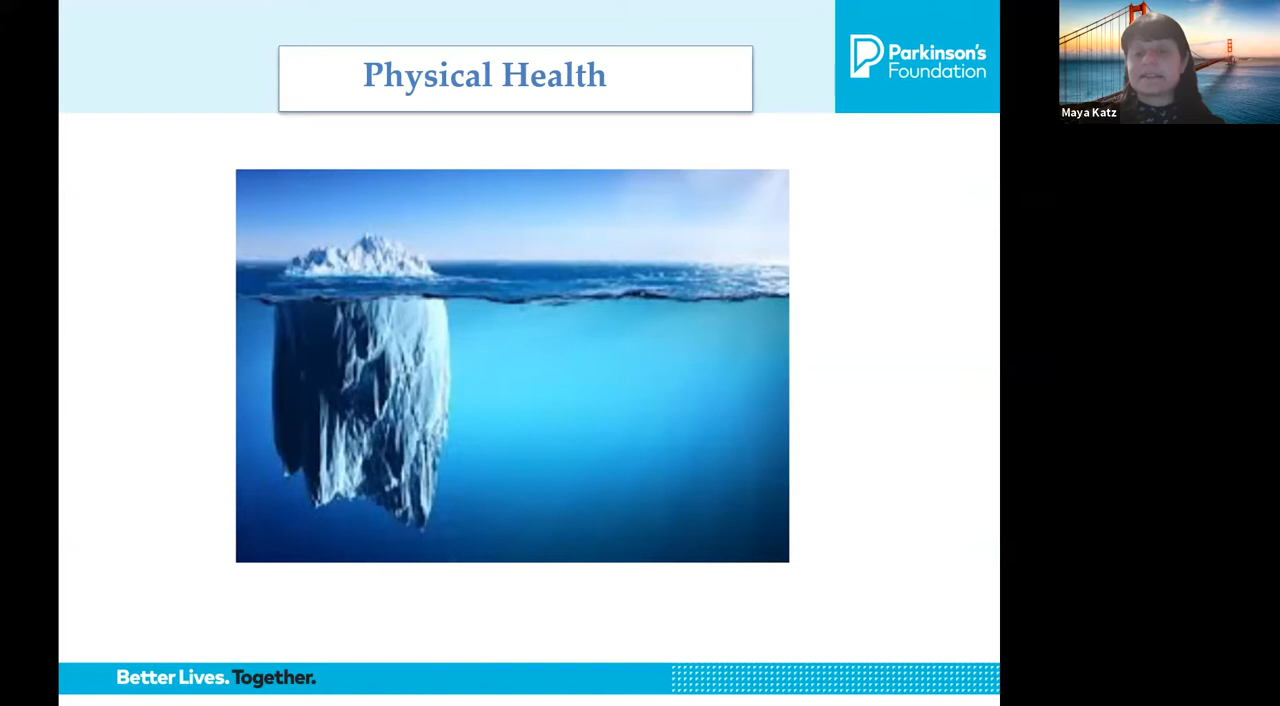 Physical Health
Parkinson's
Foundation
Maya Katz
Better Lives. Together.